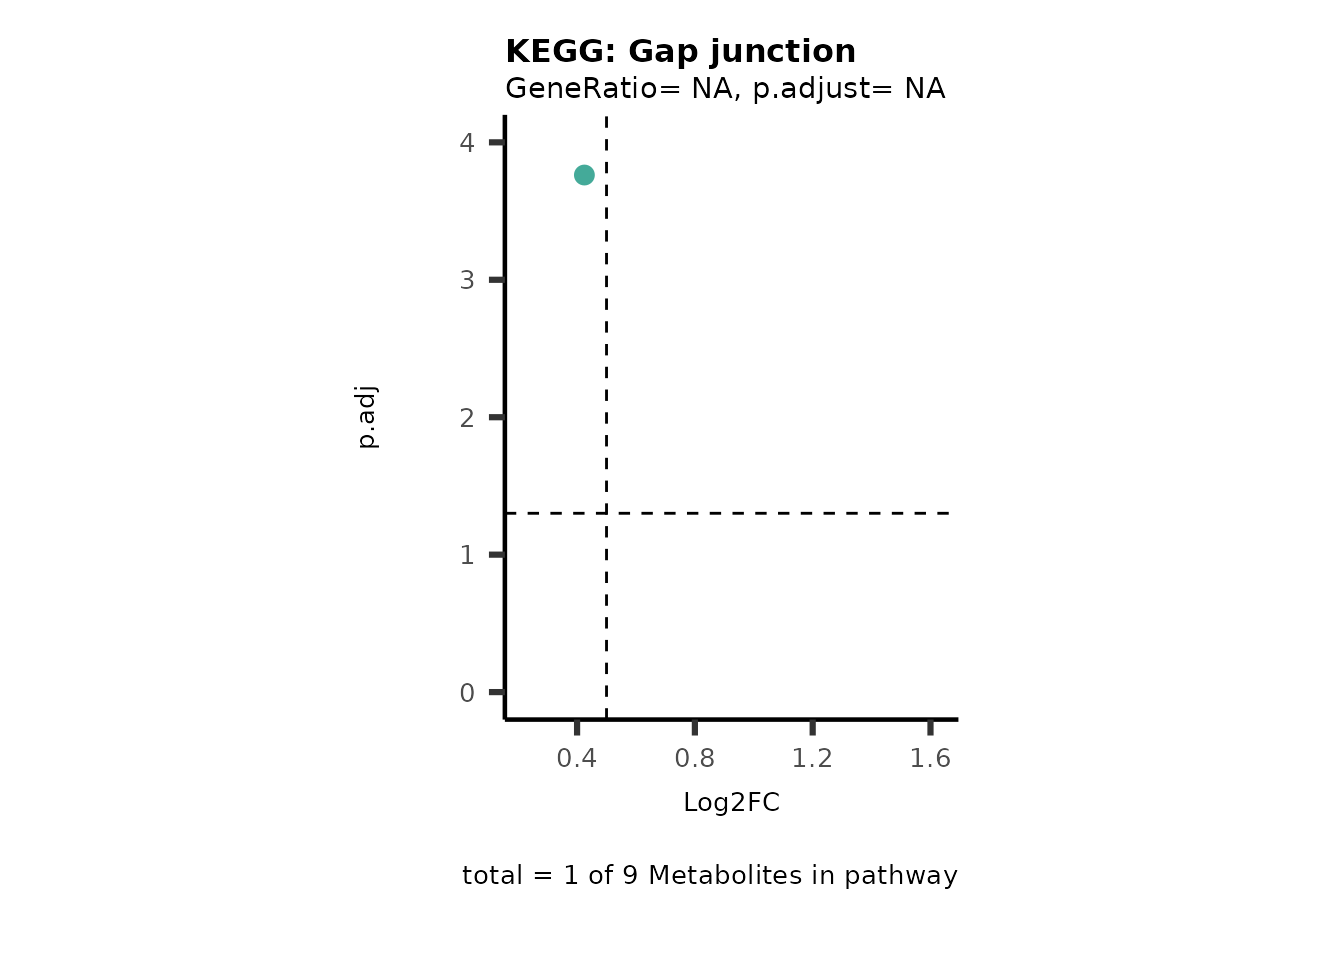 KEGG: Gap junction
GeneRatio= NA, p.adjust= NA
4
3
2
1
0
p.adj
0.4 0.8 1.2 1.6
Log2FC
total = 1 of 9 Metabolites in pathway